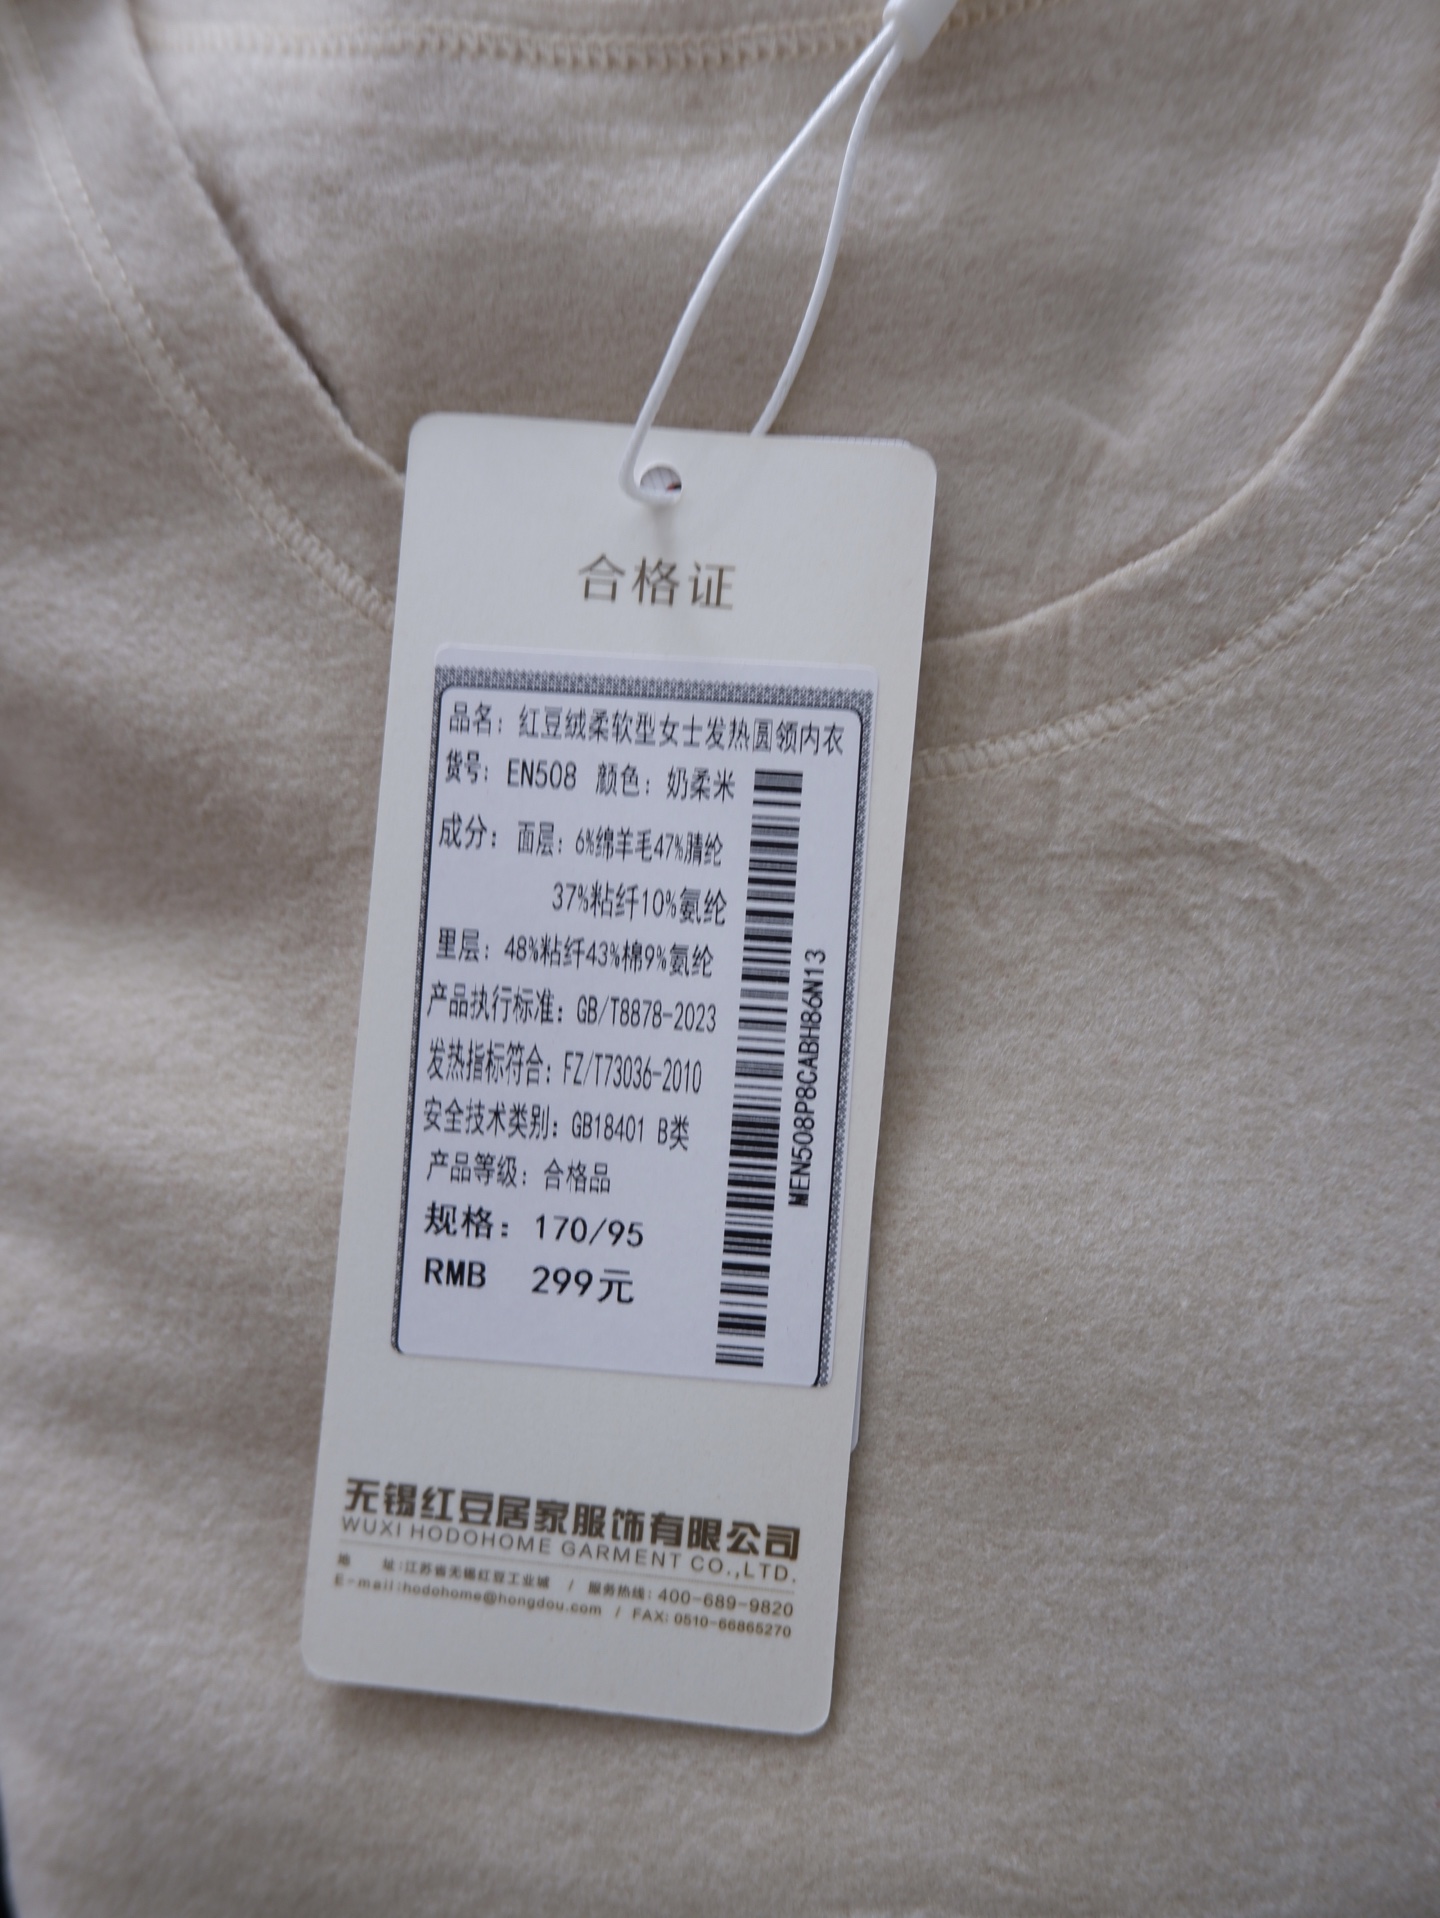 合格证
品名：红豆绒柔软型女士发热圆领内衣
货号：EN508 颜色：奶柔米
成分：面层：6%绵羊毛47%腈纶
37%粘纤10%氨纶
里层：48%粘纤43%棉9%氨纶
产品执行标准：GB/T8878-2023
发热指标符合：FZ/T73036-2010
安全技术类别：GB18401 B类
产品等级：合格品
规格：170/95
RMB 299元
MEN508P8CABH86N13
无锡红豆居家服饰有限公司
WUXI HODOHOME GARMENT CO.,LTD.
地 址:江苏省无锡红豆工业城 / 服务热线: 400-689-9820
E-mail:hodohome@hongdou.com / FAX: 0510-66865270